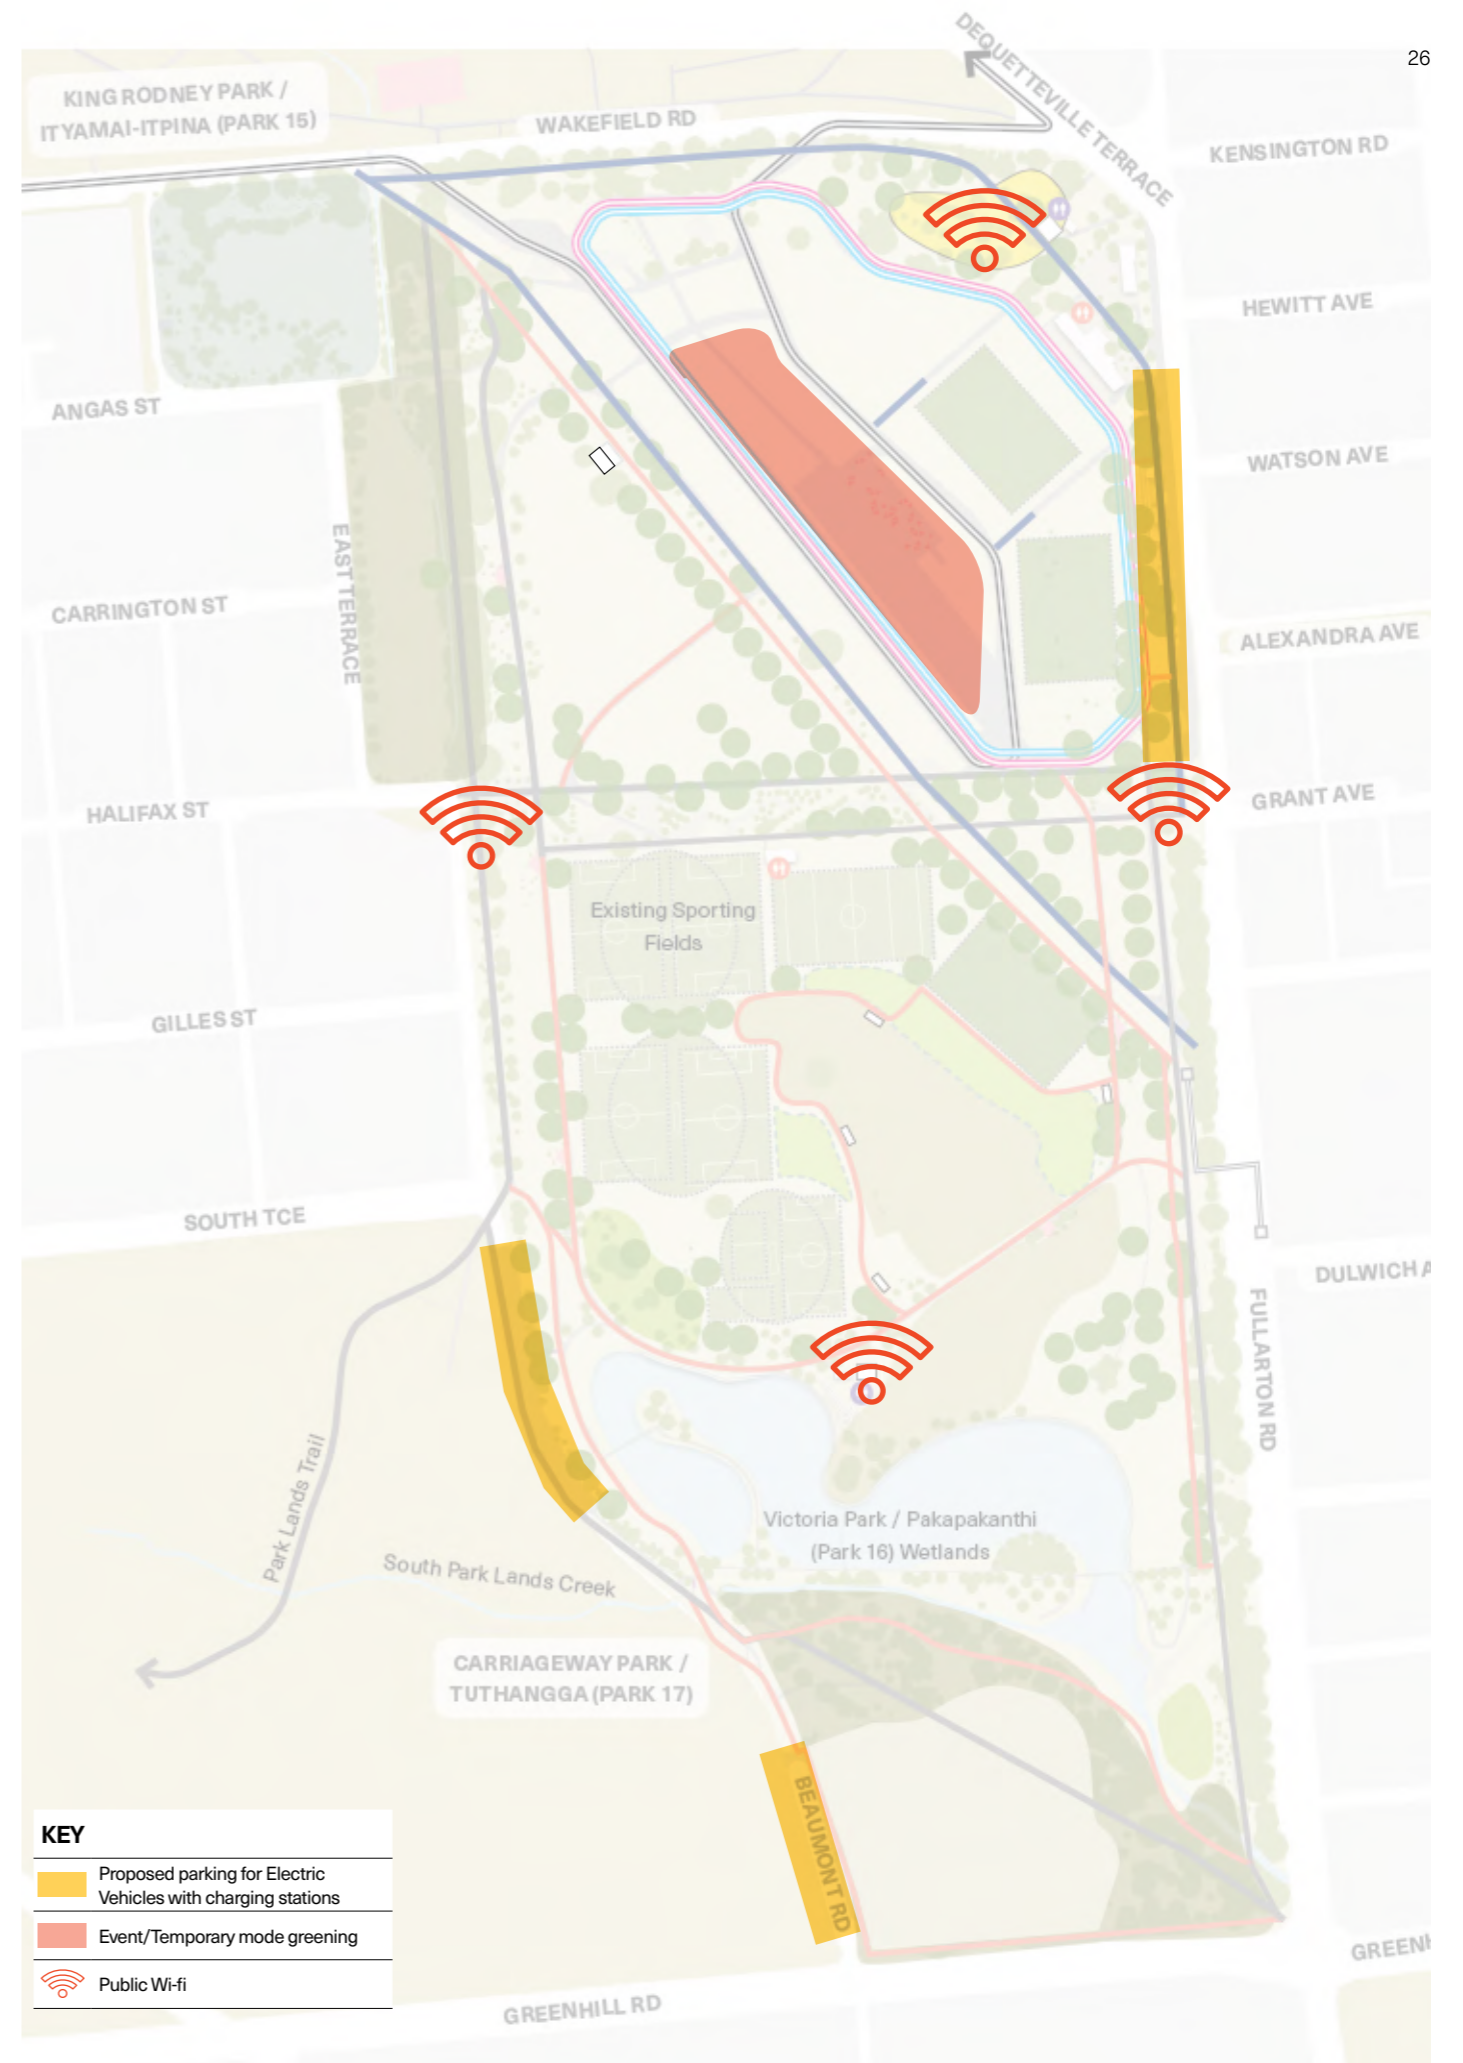 26
DEQUETTEVILLE TERRACE
KING RODNEY PARK /
ITYAMAI-ITPINA (PARK 15)
WAKEFIELD RD
KENSINGTON RD
HEWITT AVE
ANGAS ST
WATSON AVE
EAST TERRACE
CARRINGTON ST
ALEXANDRA AVE
HALIFAX ST
GRANT AVE
Existing Sporting
Fields
GILLES ST
SOUTH TCE
DULWICH A
FULLARTON RD
Park Lands Trail
Victoria Park / Pakapakanthi
(Park 16) Wetlands
South Park Lands Creek
CARRIAGEWAY PARK /
TUTHANGGA (PARK 17)
BEAUMONT RD
KEY
Proposed parking for Electric
Vehicles with charging stations
Event/Temporary mode greening
Public Wi-fi
GREENH
GREENHILL RD